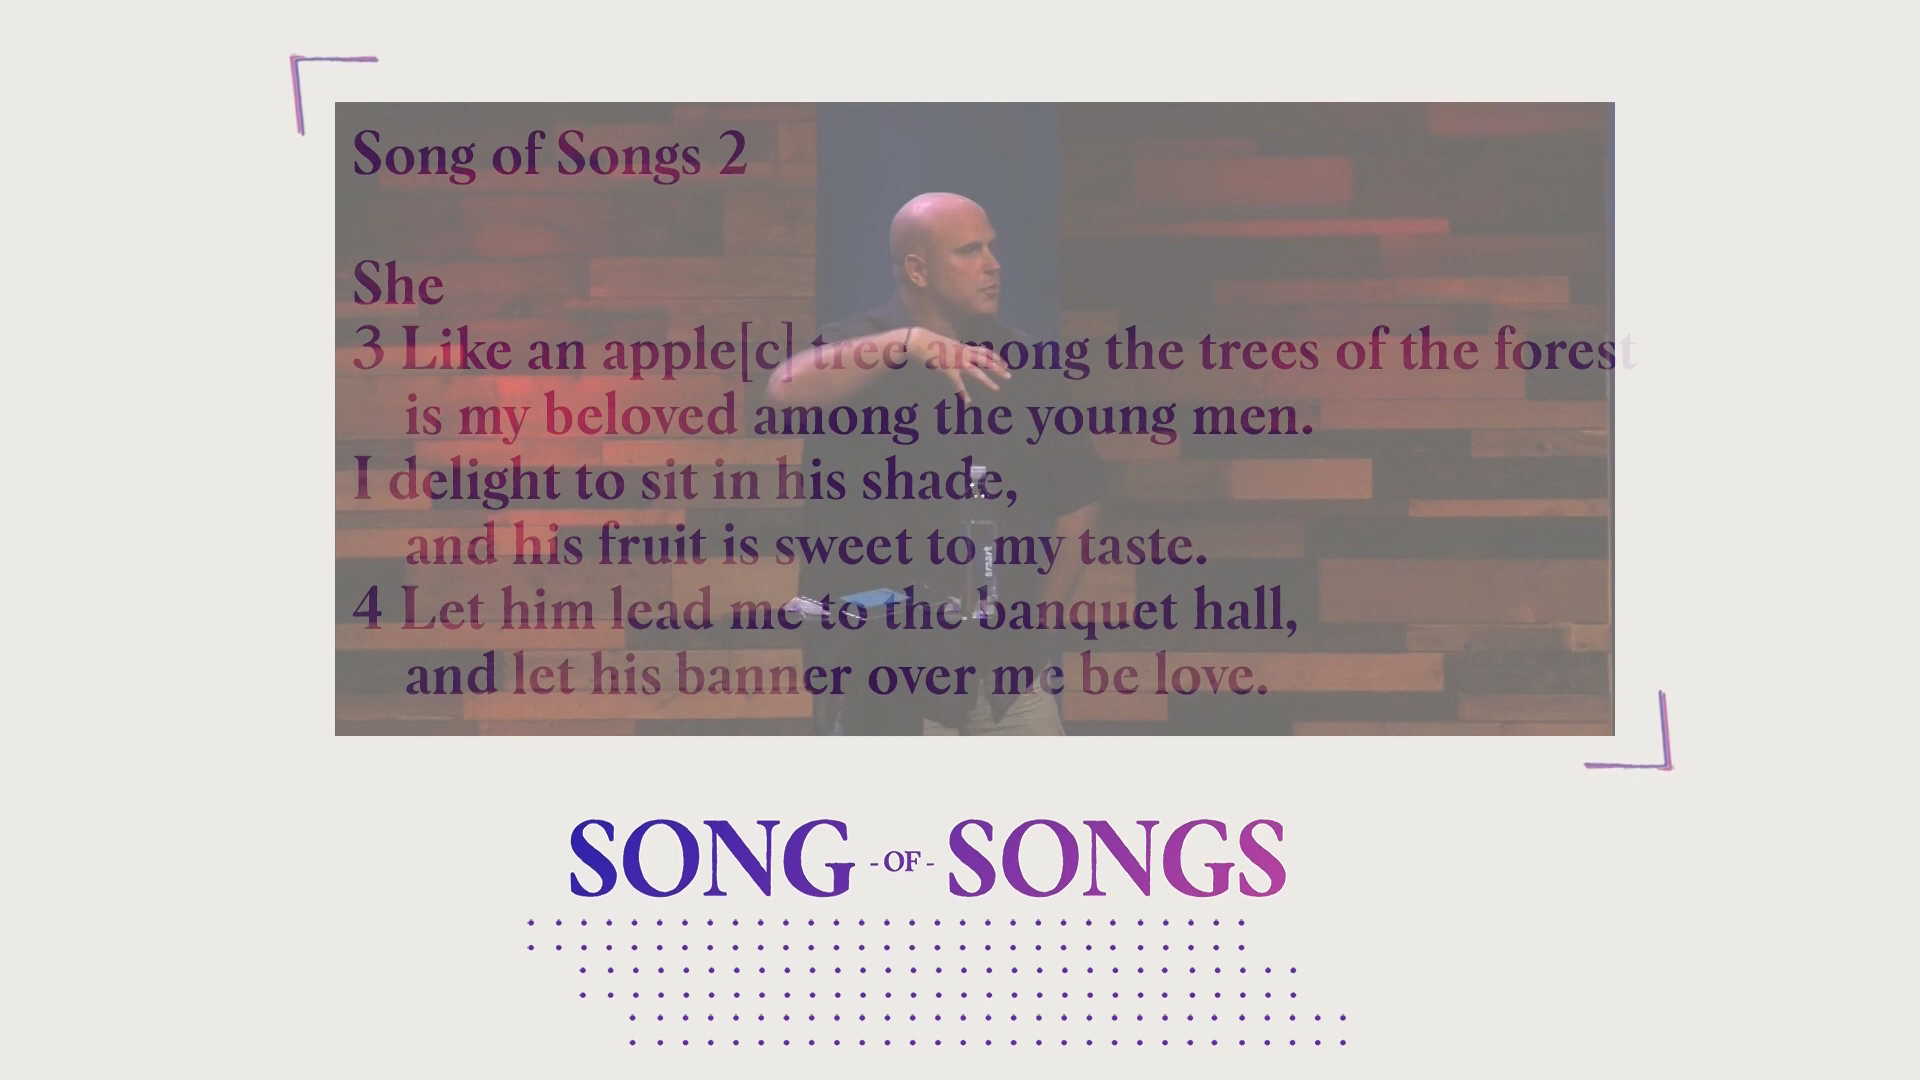 Song of Songs 2
She
3 Like an apple[c] tree among the trees of the forest
is my beloved among the young men.
I delight to sit in his shade,
and his fruit is sweet to my taste.
4 Let him lead me to the banquet hall,
and let his banner over me be love.
smart
SONG -OF- SONGS